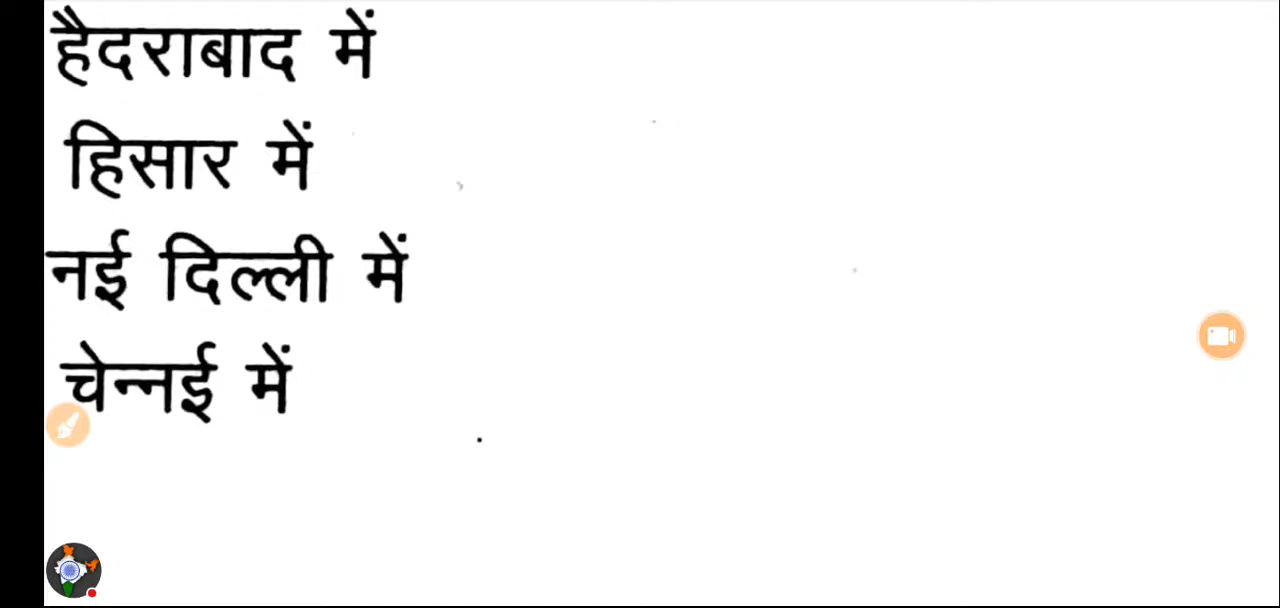 हैदराबाद में
हिसार में
नई दिल्ली में
चेन्नई में